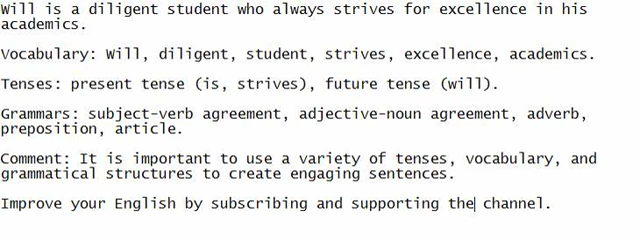 Will is a diligent student who always strives for excellence in his
academics.
Vocabulary: Will, diligent, student, strives, excellence, academics.
Tenses: present tense (is, strives), future tense (will).
Grammars: subject-verb agreement, adjective-noun agreement, adverb,
preposition, article.
Comment: It is important to use a variety of tenses, vocabulary, and
grammatical structures to create engaging sentences.
Improve your English by subscribing and supporting the channel.